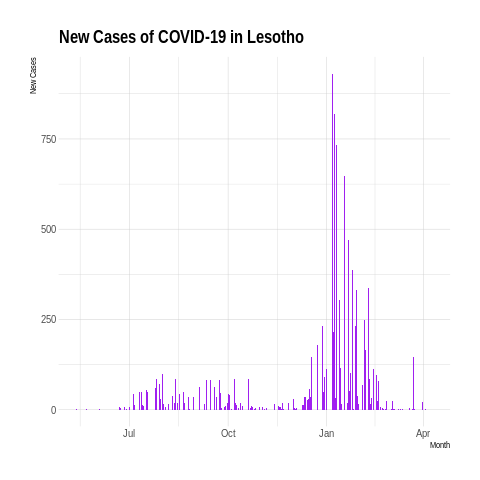 New Cases of COVID-19 in Lesotho
New Cases
750
500
250
0
Jul
Oct
Jan
Apr
Month